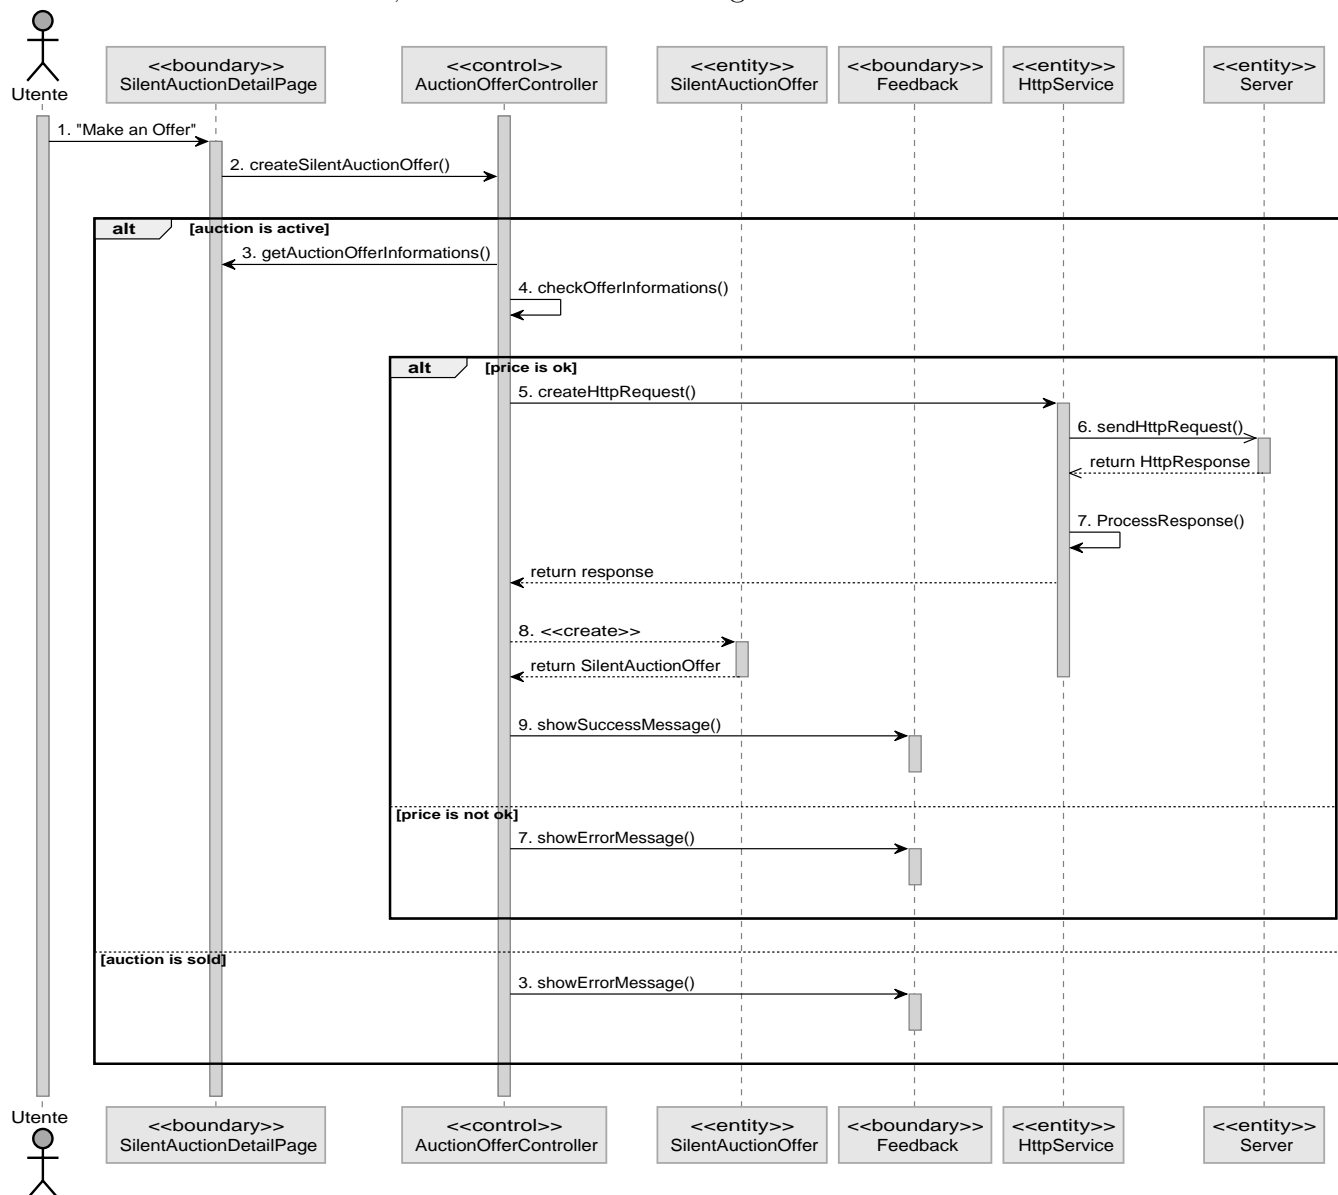 Utente
<<boundary>>
SilentAuctionDetailPage
<<control>>
AuctionOfferController
<<entity>>
SilentAuctionOffer
<<boundary>>
Feedback
<<entity>>
HttpService
<<entity>>
Server
1. "Make an Offer"
2. createSilentAuctionOffer()
alt [auction is active]
3. getAuctionOfferInformations()
4. checkOfferInformations()
alt [price is ok]
5. createHttpRequest()
6. sendHttpRequest()
return HttpResponse
7. ProcessResponse()
return response
8. <<create>>
return SilentAuctionOffer
9. showSuccessMessage()
[price is not ok]
7. showErrorMessage()
[auction is sold]
3. showErrorMessage()
Utente
<<boundary>>
SilentAuctionDetailPage
<<control>>
AuctionOfferController
<<entity>>
SilentAuctionOffer
<<boundary>>
Feedback
<<entity>>
HttpService
<<entity>>
Server